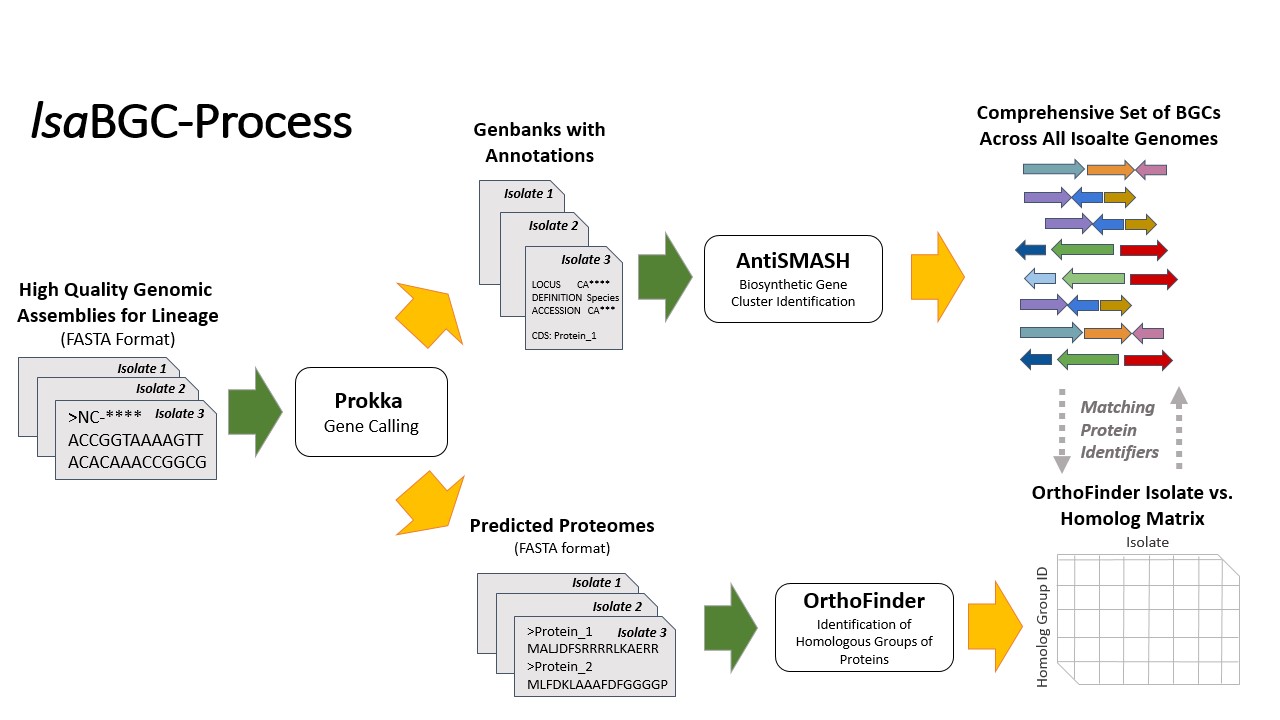 lsaBGC-Process
High Quality Genomic
Assemblies for Lineage
(FASTA Format)
Isolate 1
Isolate 2
Isolate 3
>NC-****
ACCGGTAAAAGTT
ACACAAACCGGCG
Prokka
Gene Calling
Genbanks with
Annotations
Isolate 1
Isolate 2
Isolate 3
LOCUS CA****
DEFINITION Species
ACCESSION CA***
CDS: Protein_1
AntiSMASH
Biosynthetic Gene
Cluster Identification
Comprehensive Set of BGCs
Across All Isoalte Genomes
Matching
Protein
Identifiers
Predicted Proteomes
(FASTA format)
Isolate 1
Isolate 2
Isolate 3
>Protein_1
MALJDFSRRRRLKAERR
>Protein_2
MLFDKLAAAFDFGGGGP
OrthoFinder
Identification of
Homologous Groups of
Proteins
OrthoFinder Isolate vs.
Homolog Matrix
Isolate
Homolog Group ID